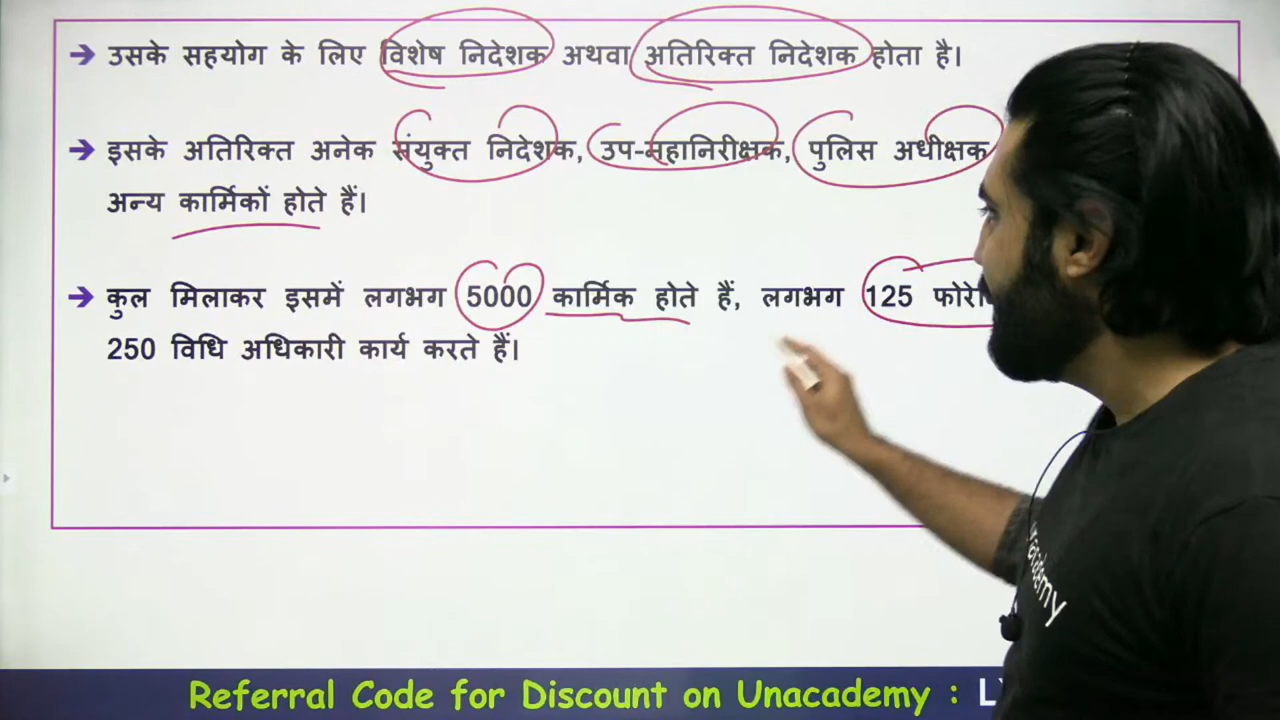 → उसके सहयोग के लिए विशेष निदेशक अथवा अतिरिक्त निदेशक होता है।
→ इसके अतिरिक्त अनेक संयुक्त निदेशक, उप-महानिरीक्षक, पुलिस अधीक्षक
अन्य कार्मिकों होते हैं।
→ कुल मिलाकर इसमें लगभग 5000 कार्मिक होते हैं, लगभग 125
250 विधि अधिकारी कार्य करते हैं।
unacademy
Referral Code for Discount on Unacademy :